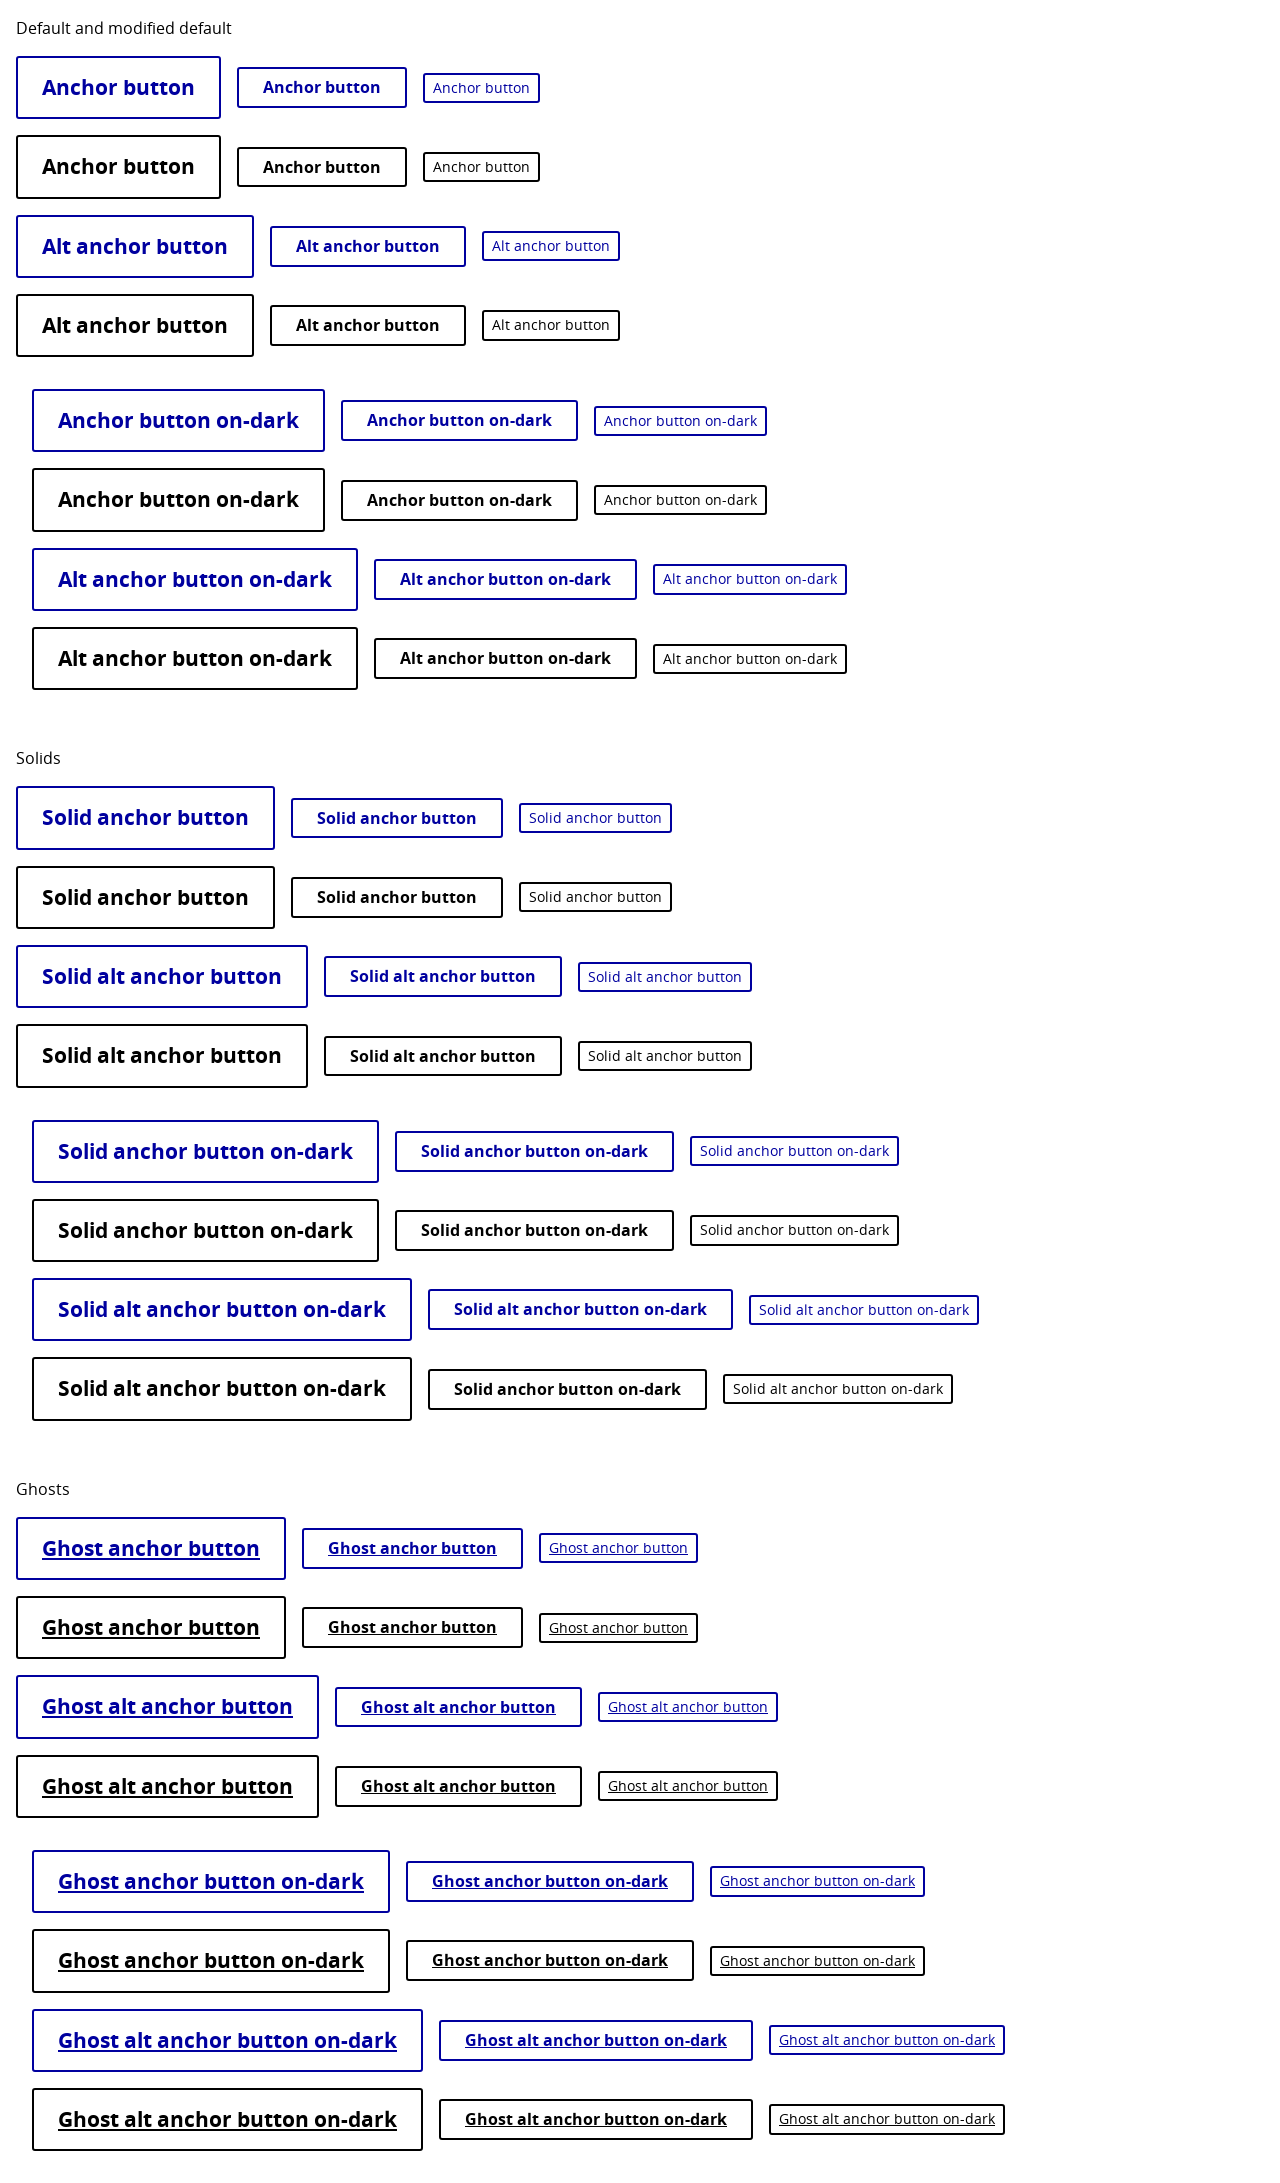 Default and modified default
Anchor button Anchor button Anchor button
Anchor button Anchor button Anchor button
Alt anchor button Alt anchor button Alt anchor button
Alt anchor button Alt anchor button Alt anchor button
Anchor button on-dark Anchor button on-dark Anchor button on-dark
Anchor button on-dark Anchor button on-dark Anchor button on-dark
Alt anchor button on-dark Alt anchor button on-dark Alt anchor button on-dark
Alt anchor button on-dark Alt anchor button on-dark Alt anchor button on-dark
Solids
Solid anchor button Solid anchor button Solid anchor button
Solid anchor button Solid anchor button Solid anchor button
Solid alt anchor button Solid alt anchor button Solid alt anchor button
Solid alt anchor button Solid alt anchor button Solid alt anchor button
Solid anchor button on-dark Solid anchor button on-dark Solid anchor button on-dark
Solid anchor button on-dark Solid anchor button on-dark Solid anchor button on-dark
Solid alt anchor button on-dark Solid alt anchor button on-dark Solid alt anchor button on-dark
Solid alt anchor button on-dark Solid anchor button on-dark Solid alt anchor button on-dark
Ghosts
Ghost anchor button Ghost anchor button Ghost anchor button
Ghost anchor button Ghost anchor button Ghost anchor button
Ghost alt anchor button Ghost alt anchor button Ghost alt anchor button
Ghost alt anchor button Ghost alt anchor button Ghost alt anchor button
Ghost anchor button on-dark Ghost anchor button on-dark Ghost anchor button on-dark
Ghost anchor button on-dark Ghost anchor button on-dark Ghost anchor button on-dark
Ghost alt anchor button on-dark Ghost alt anchor button on-dark Ghost alt anchor button on-dark
Ghost alt anchor button on-dark Ghost alt anchor button on-dark Ghost alt anchor button on-dark